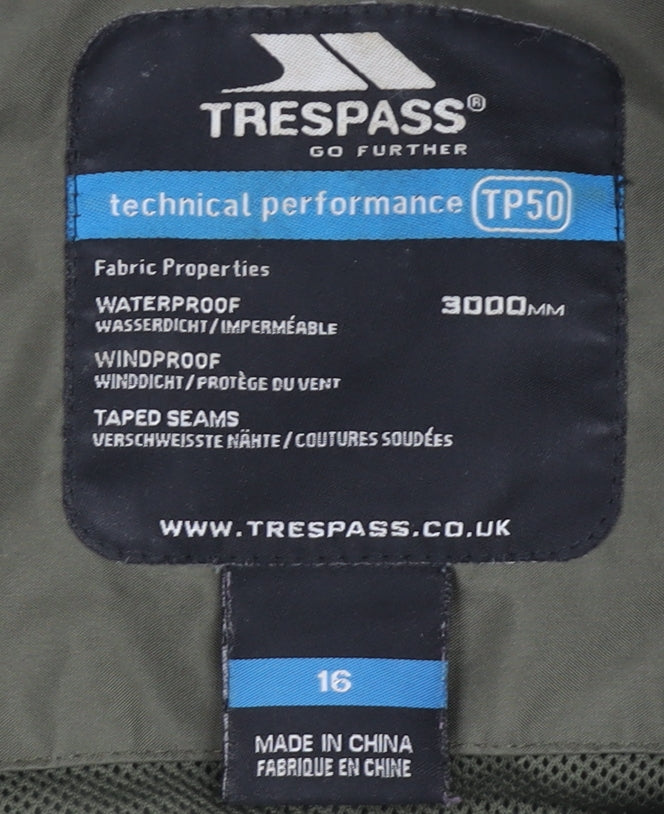 TRESPASS®
GO FURTHER
technical performance TP50
Fabric Properties
WATERPROOF 3000MM
WASSERDICHT/IMPERMÉABLE
WINDPROOF
WINDDICHT/PROTÈGE DU VENT
TAPED SEAMS
VERSCHWEISSTE NÄHTE/COUTURES SOUDÉES
WWW.TRESPASS.CO.UK
16
MADE IN CHINA
FABRIQUE EN CHINE